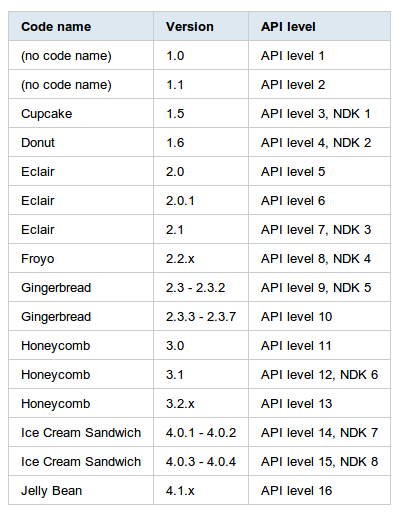 Code name Version API level
(no code name) 1.0 API level 1
(no code name) 1.1 API level 2
Cupcake 1.5 API level 3, NDK 1
Donut 1.6 API level 4, NDK 2
Eclair 2.0 API level 5
Eclair 2.0.1 API level 6
Eclair 2.1 API level 7, NDK 3
Froyo 2.2.x API level 8, NDK 4
Gingerbread 2.3 - 2.3.2 API level 9, NDK 5
Gingerbread 2.3.3 - 2.3.7 API level 10
Honeycomb 3.0 API level 11
Honeycomb 3.1 API level 12, NDK 6
Honeycomb 3.2.x API level 13
Ice Cream Sandwich 4.0.1 - 4.0.2 API level 14, NDK 7
Ice Cream Sandwich 4.0.3 - 4.0.4 API level 15, NDK 8
Jelly Bean 4.1.x API level 16